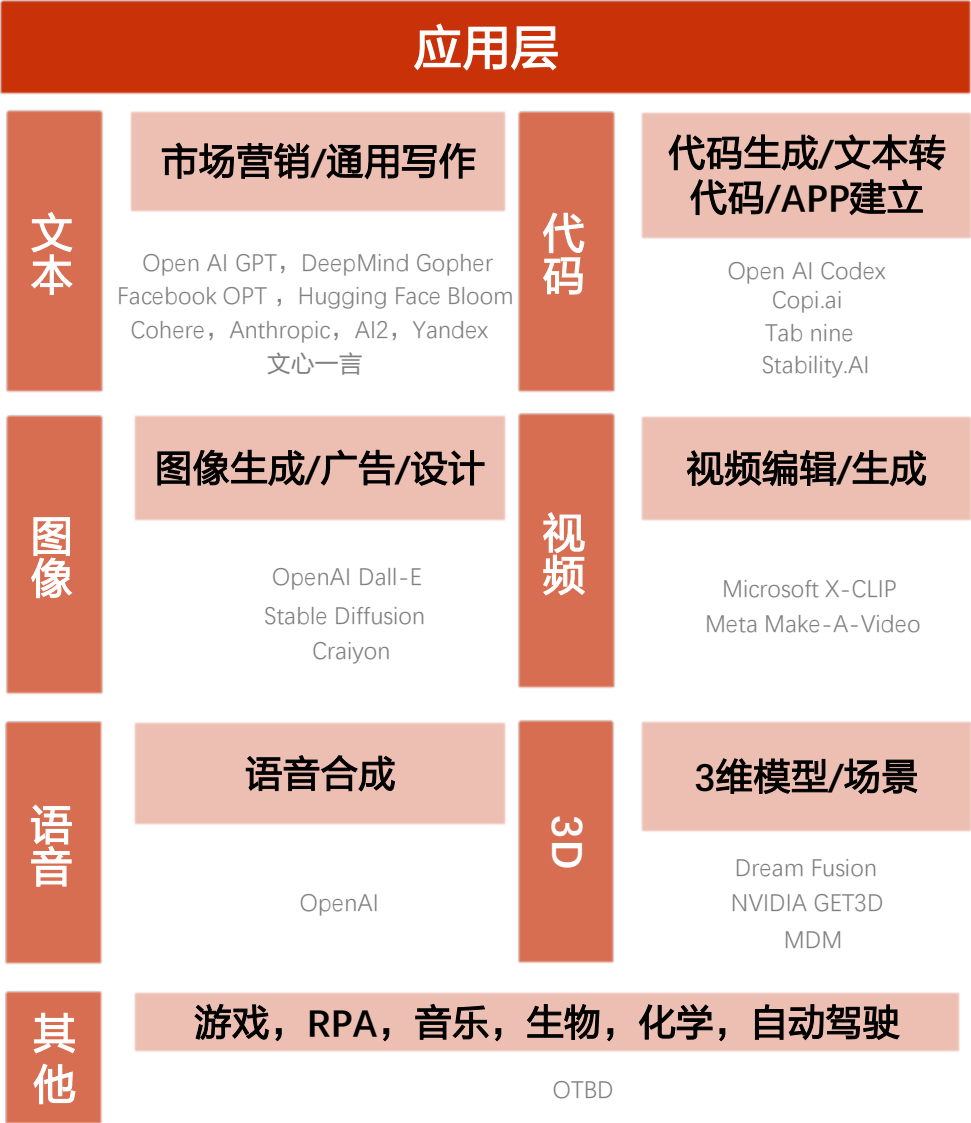 应用层
文本
市场营销/通用写作
Open AI GPT，DeepMind Gopher
Facebook OPT ，Hugging Face Bloom
Cohere，Anthropic，AI2，Yandex
文心一言
代码
代码生成/文本转
代码/APP建立
Open AI Codex
Copi.ai
Tab nine
Stability.AI
图像
图像生成/广告/设计
OpenAI Dall-E
Stable Diffusion
Craiyon
视频
视频编辑/生成
Microsoft X-CLIP
Meta Make-A-Video
语音
语音合成
OpenAI
3D
3维模型/场景
Dream Fusion
NVIDIA GET3D
MDM
其他
游戏，RPA，音乐，生物，化学，自动驾驶
OTBD